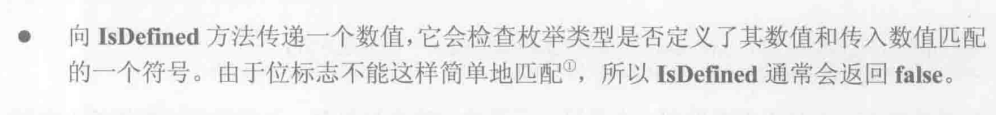 ● 向 IsDefined 方法传递一个数值,它会检查枚举类型是否定义了其数值和传入数值匹配
的一个符号。由于位标志不能这样简单地匹配①，所以 IsDefined 通常会返回 false。